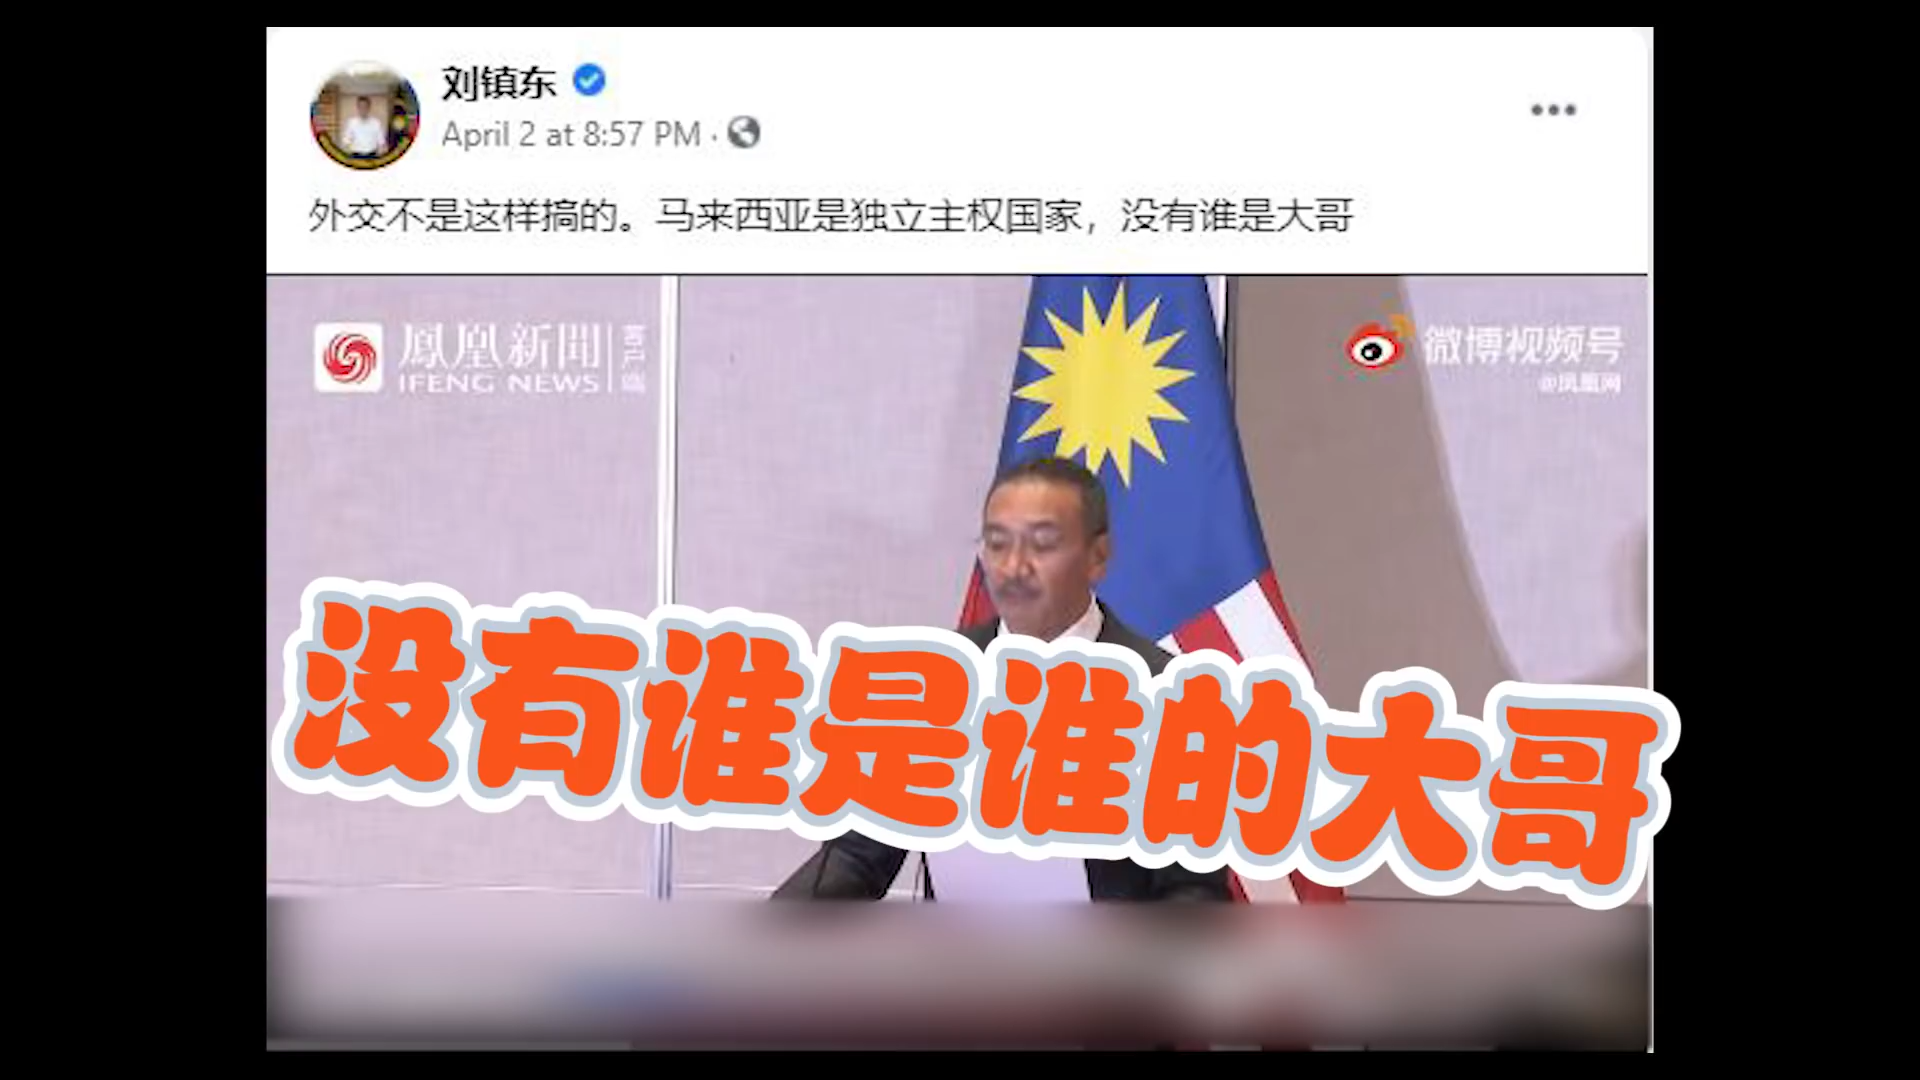 刘镇东
April 2 at 8:57 PM ·
外交不是这样搞的。马来西亚是独立主权国家，没有谁是大哥
鳳凰新聞
IFENG NEWS
微博视频号
@凤凰网
没有谁是谁的大哥